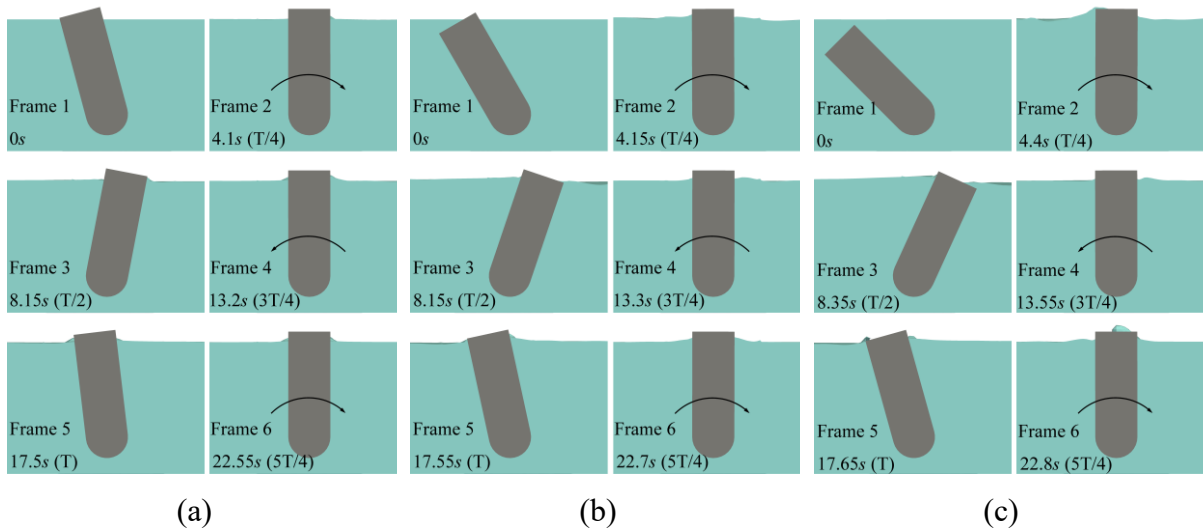 Frame 1
0s
Frame 2
4.1s (T/4)
Frame 3
8.15s (T/2)
Frame 4
13.2s (3T/4)
Frame 5
17.5s (T)
Frame 6
22.55s (5T/4)
(a)
Frame 1
0s
Frame 2
4.15s (T/4)
Frame 3
8.15s (T/2)
Frame 4
13.3s (3T/4)
Frame 5
17.55s (T)
Frame 6
22.7s (5T/4)
(b)
Frame 1
0s
Frame 2
4.4s (T/4)
Frame 3
8.35s (T/2)
Frame 4
13.55s (3T/4)
Frame 5
17.65s (T)
Frame 6
22.8s (5T/4)
(c)